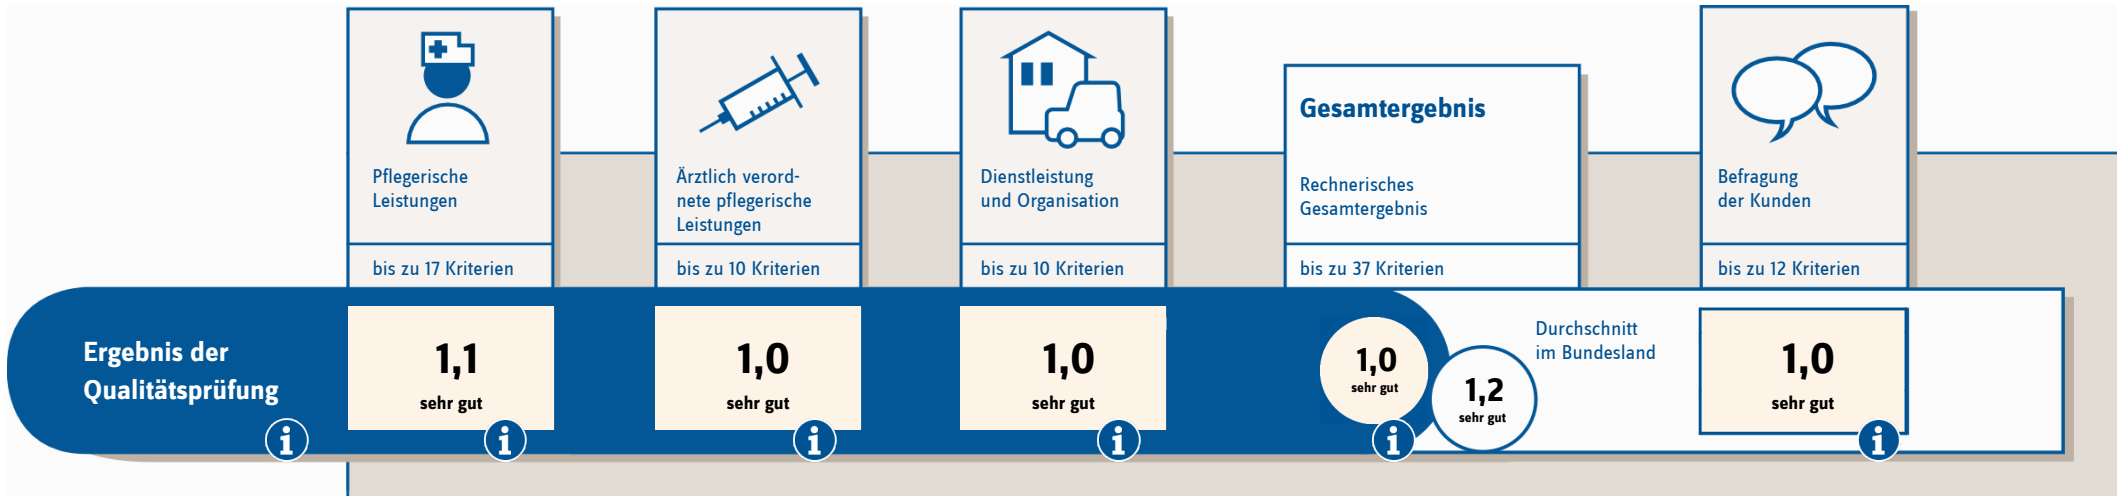 Pflegerische
Leistungen
bis zu 17 Kriterien
Ärztlich verord-
nete pflegerische
Leistungen
bis zu 10 Kriterien
Dienstleistung
und Organisation
bis zu 10 Kriterien
Gesamtergebnis
Rechnerisches
Gesamtergebnis
bis zu 37 Kriterien
Befragung
der Kunden
bis zu 12 Kriterien
Ergebnis der
Qualitätsprüfung
i
1,1
sehr gut
i
1,0
sehr gut
i
1,0
sehr gut
i
1,0
sehr gut
i
1,2
sehr gut
Durchschnitt
im Bundesland
1,0
sehr gut
i